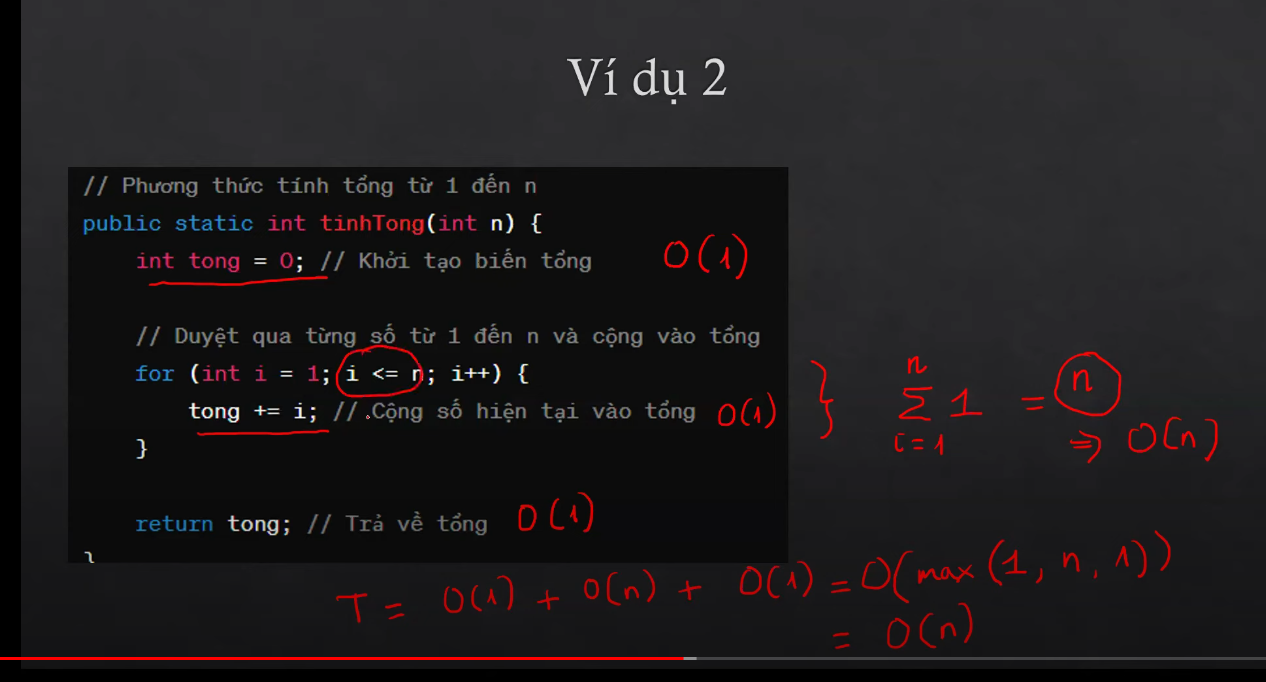 Ví dụ 2
// Phương thức tính tổng từ 1 đến n
public static int tinhTong(int n) {
int tong = 0; // Khởi tạo biến tổng O(1)
// Duyệt qua từng số từ 1 đến n và cộng vào tổng
for (int i = 1; i <= n; i++) {
tong += i; // Cộng số hiện tại vào tổng O(1)
}
} n Σ i=1 1 = n
=> O(n)
return tong; // Trả về tổng O(1)
}
T = O(1) + O(n) + O(1) = O(max(1, n, 1))
= O(n)